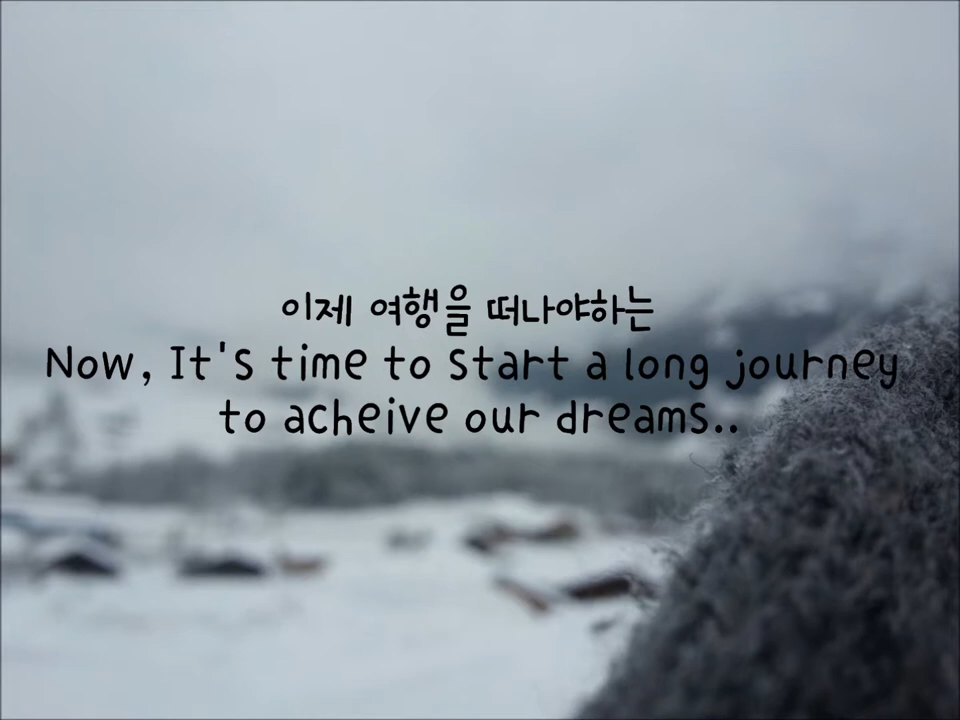 이제 여행을 떠나야하는
Now, It's time to start a long journey
to acheive our dreams..